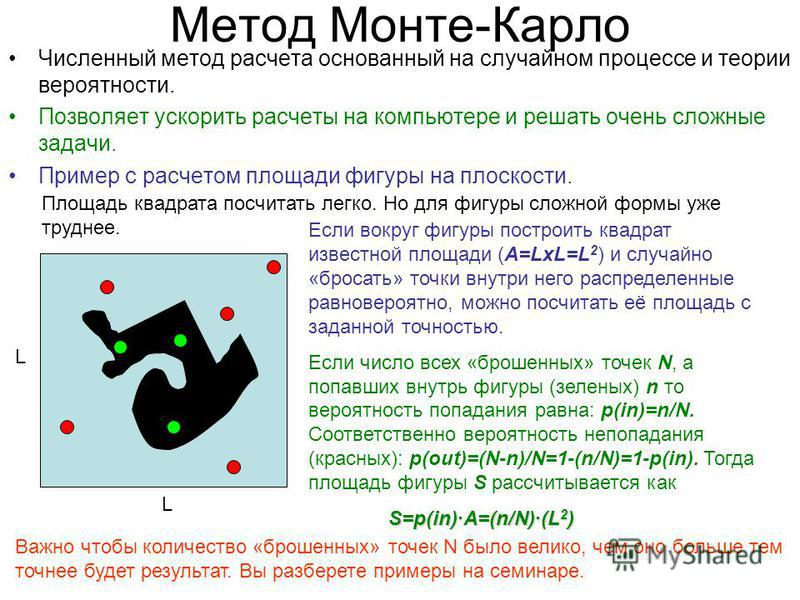 Метод Монте-Карло
• Численный метод расчета основанный на случайном процессе и теории
вероятности.
• Позволяет ускорить расчеты на компьютере и решать очень сложные
задачи.
• Пример с расчетом площади фигуры на плоскости.
Площадь квадрата посчитать легко. Но для фигуры сложной формы уже
труднее.
Если вокруг фигуры построить квадрат
известной площади (A=LxL=L²) и случайно
«бросать» точки внутри него распределенные
равновероятно, можно посчитать её площадь с
заданной точностью.
L
L
Если число всех «брошенных» точек N, а
попавших внутрь фигуры (зеленых) n то
вероятность попадания равна: p(in)=n/N.
Соответственно вероятность непопадания
(красных): p(out)=(N-n)/N=1-(n/N)=1-p(in). Тогда
площадь фигуры S рассчитывается как
S=p(in)·A=(n/N)·(L²)
Важно чтобы количество «брошенных» точек N было велико, чем оно больше тем
точнее будет результат. Вы разберете примеры на семинаре.
MyShared